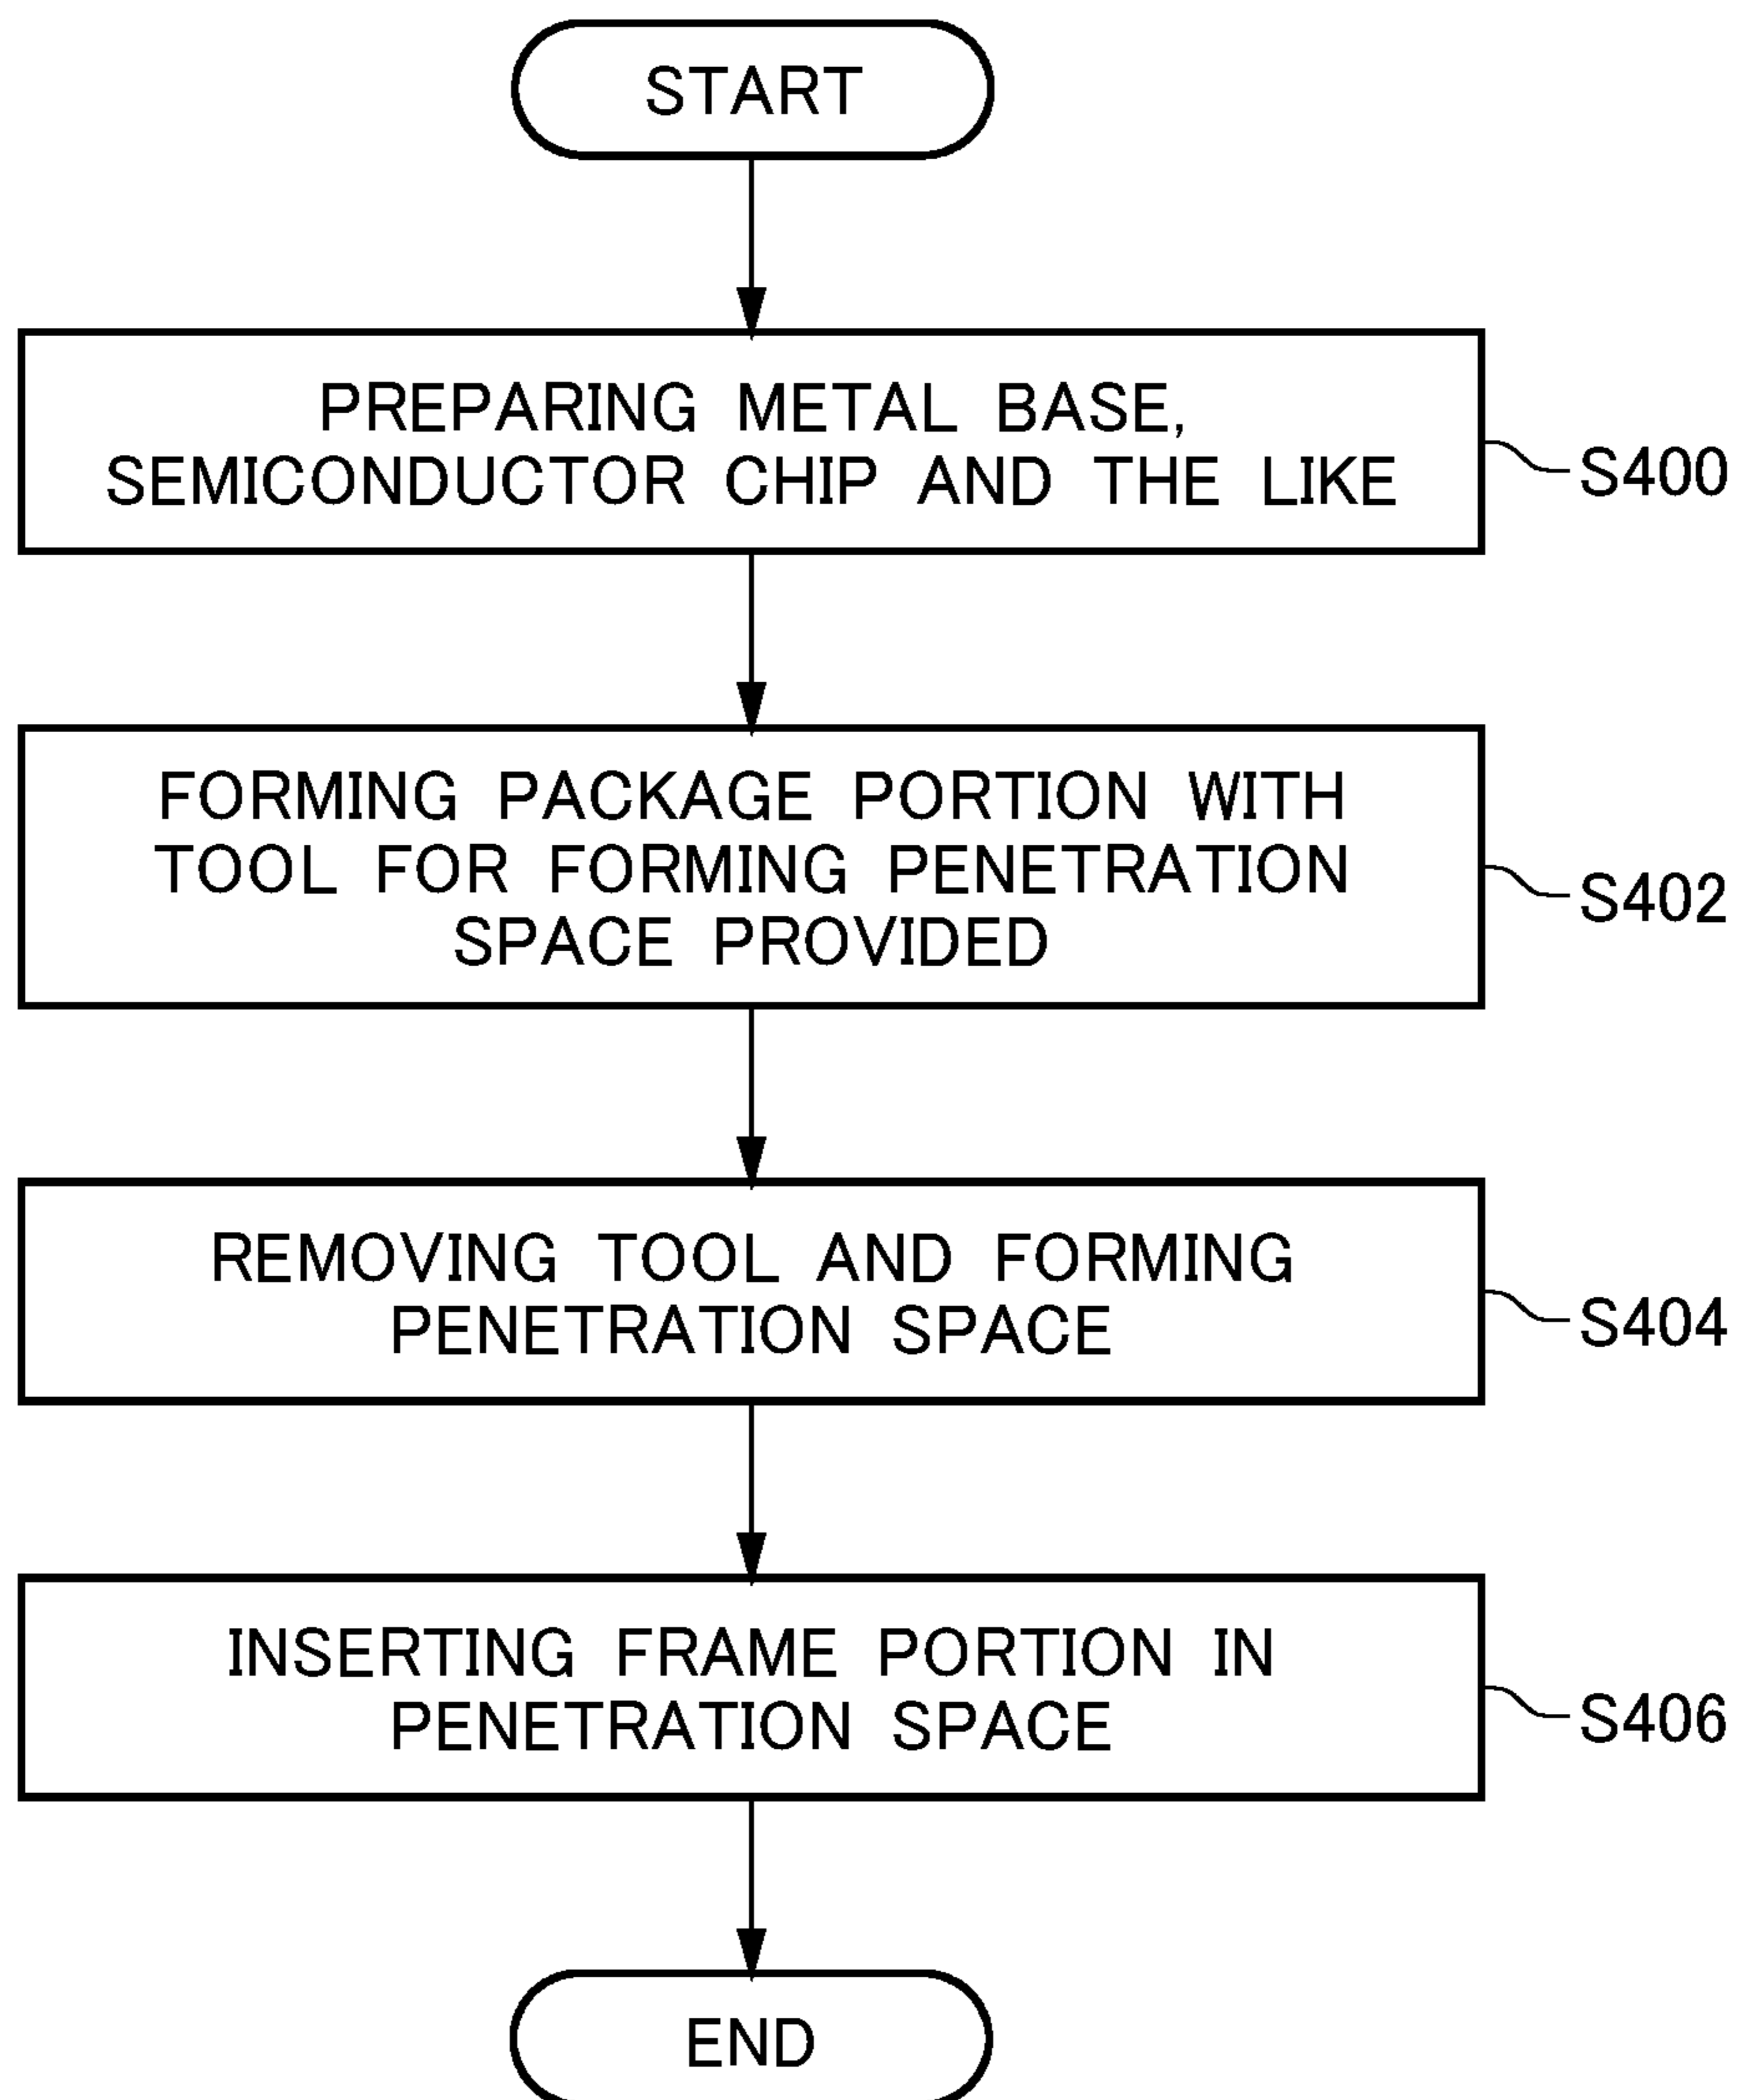 START
PREPARING METAL BASE,
SEMICONDUCTOR CHIP AND THE LIKE
S400
FORMING PACKAGE PORTION WITH
TOOL FOR FORMING PENETRATION
SPACE PROVIDED
S402
REMOVING TOOL AND FORMING
PENETRATION SPACE
S404
INSERTING FRAME PORTION IN
PENETRATION SPACE
S406
END